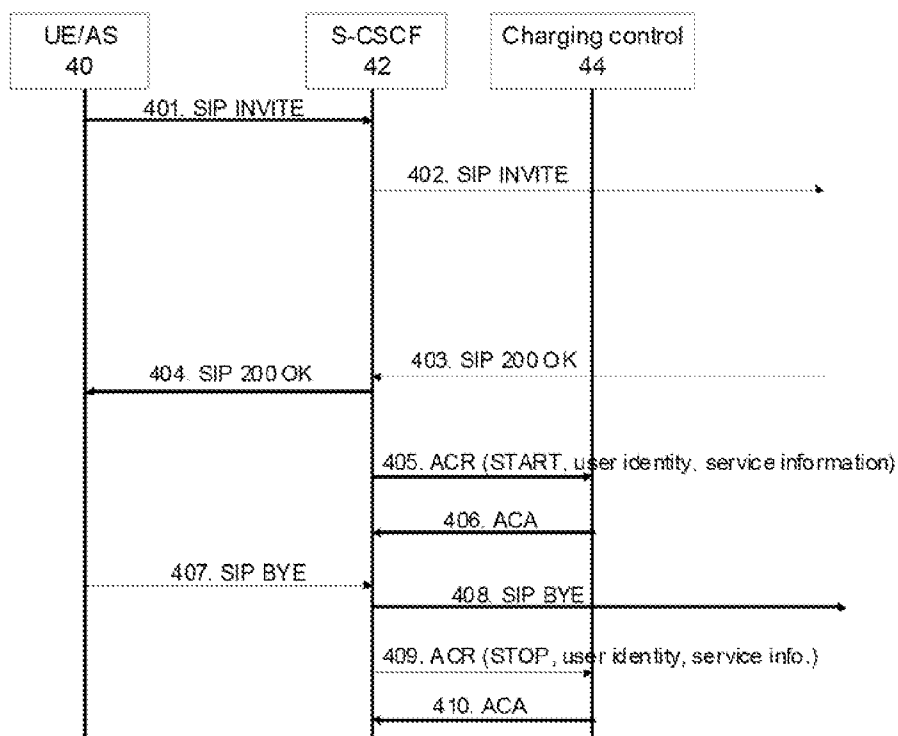 UE/AS
40
S-CSCF
42
Charging control
44
401. SIP INVITE
402. SIP INVITE
403. SIP 200 OK
404. SIP 200 OK
405. ACR (START, user identity, service information)
406. ACA
407. SIP BYE
408. SIP BYE
409. ACR (STOP, user identity, service info.)
410. ACA